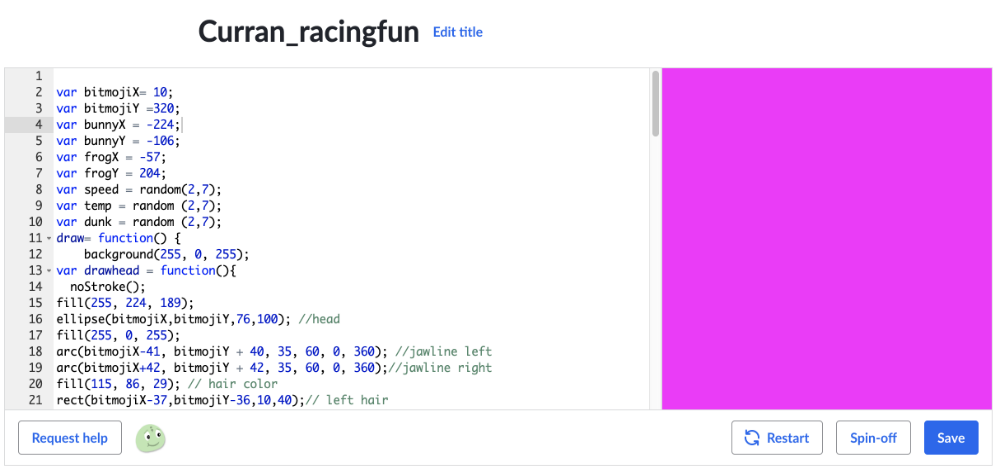 Curran_racingfun Edit title
1
2 var bitmojiX= 10;
3 var bitmojiY =320;
4 var bunnyX = -224;
5 var bunnyY = -106;
6 var frogX = -57;
7 var frogY = 204;
8 var speed = random(2,7);
9 var temp = random (2,7);
10 var dunk = random (2,7);
11 draw= function() {
12 background(255, 0, 255);
13 var drawhead = function(){
14 noStroke();
15 fill(255, 224, 189);
16 ellipse(bitmojiX,bitmojiY,76,100); //head
17 fill(255, 0, 255);
18 arc(bitmojiX-41, bitmojiY + 40, 35, 60, 0, 360); //jawline left
19 arc(bitmojiX+42, bitmojiY + 42, 35, 60, 0, 360);//jawline right
20 fill(115, 86, 29); // hair color
21 rect(bitmojiX-37,bitmojiY-36,10,40);// left hair
Request help Restart Spin-off Save